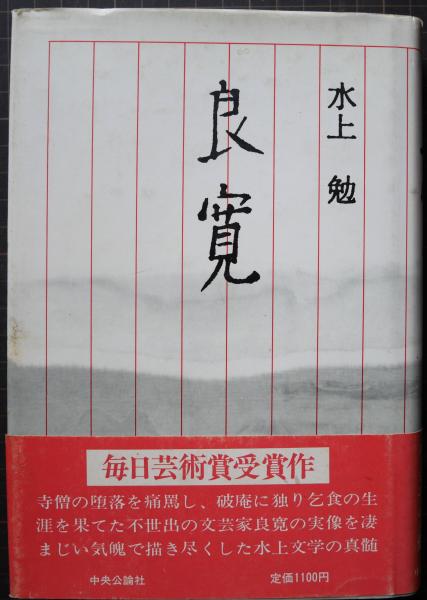 水上 勉
良寛
毎日芸術賞受賞作
寺僧の堕落を痛罵し、破庵に独り乞食の生
涯を果てた不世出の文芸家良寛の実像を凄
まじい気魄で描き尽くした水上文学の真髄
中央公論社 定価1100円